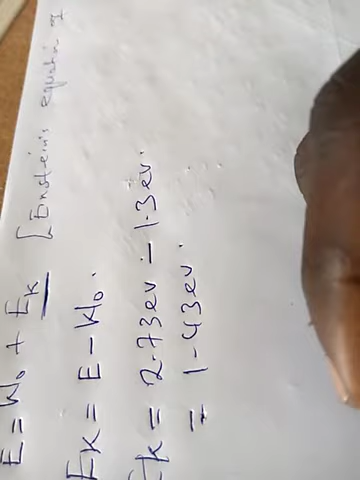 E = W₀ + Eₖ [Einstein's equation]
Eₖ = E - W₀.
Eₖ = 2.73ev - 1.3ev.
= 1.43ev.